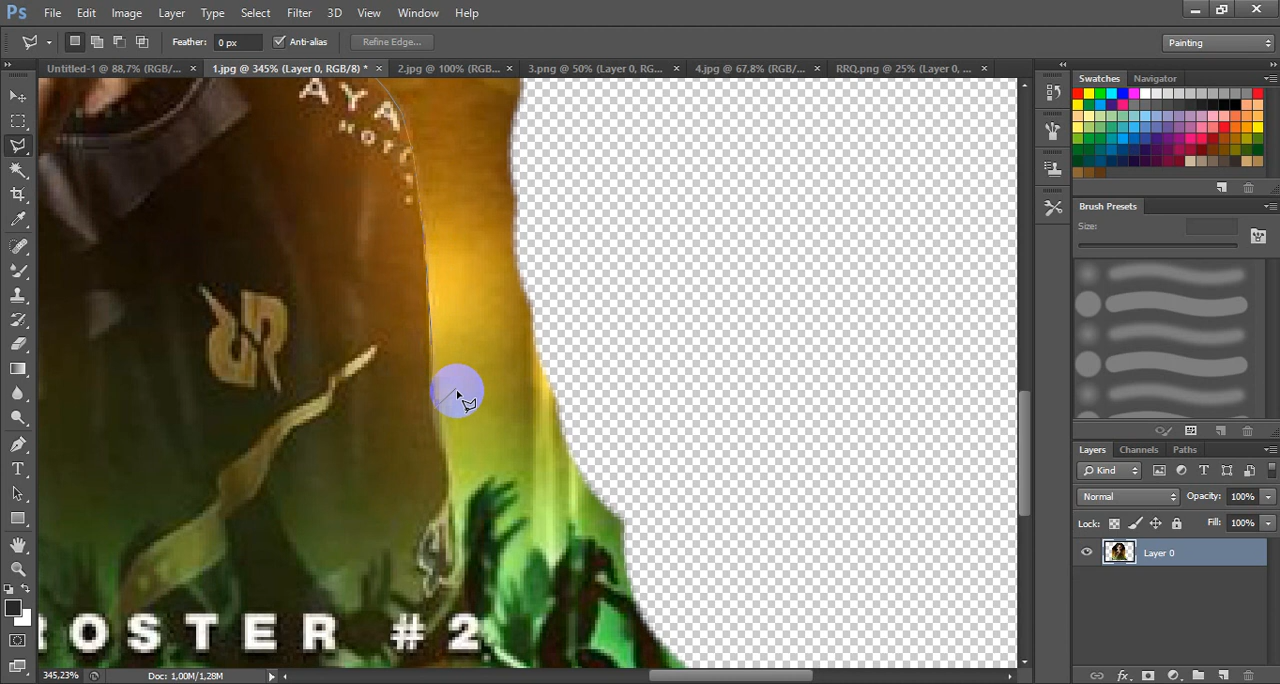 Ps File Edit Image Layer Type Select Filter 3D View Window Help
Feather: 0 px Anti-alias Refine Edge... Painting
Untitled-1 @ 88,7% (RGB/... × 1.jpg @ 345% (Layer 0, RGB/8) * × 2.jpg @ 100% (RGB... × 3.png @ 50% (Layer 0, RG... × 4.jpg @ 67,8% (RGB/... × RRQ.png @ 25% (Layer 0, ... ×
Swatches Navigator
AYA
Brush Presets
Size:
Layers Channels Paths
Kind
Normal Opacity: 100%
Lock: Fill: 100%
Layer 0
ROSTER #2
345,23% Doc: 1,00M/1,28M